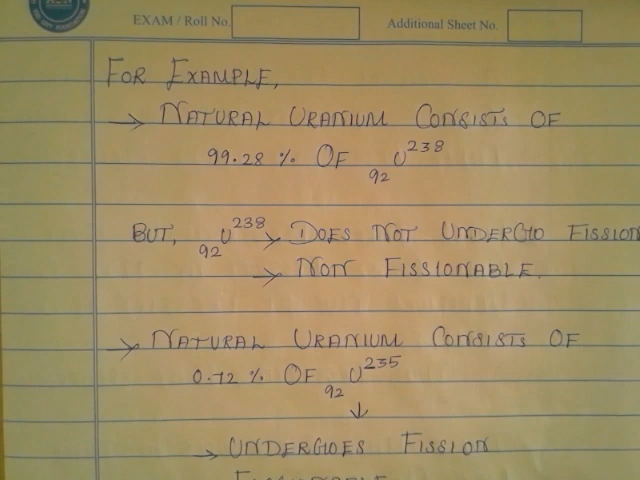 EXAM / Roll No.
Additional Sheet No.
FOR EXAMPLE,
→ NATURAL URANIUM CONSISTS OF
99.28 % OF ₉₂U²³⁸
BUT, ₉₂U²³⁸ → DOES NOT UNDERGO FISSION
→ NON FISSIONABLE.
→ NATURAL URANIUM CONSISTS OF
0.72 % OF ₉₂U²³⁵
↓
→ UNDERGOES FISSION